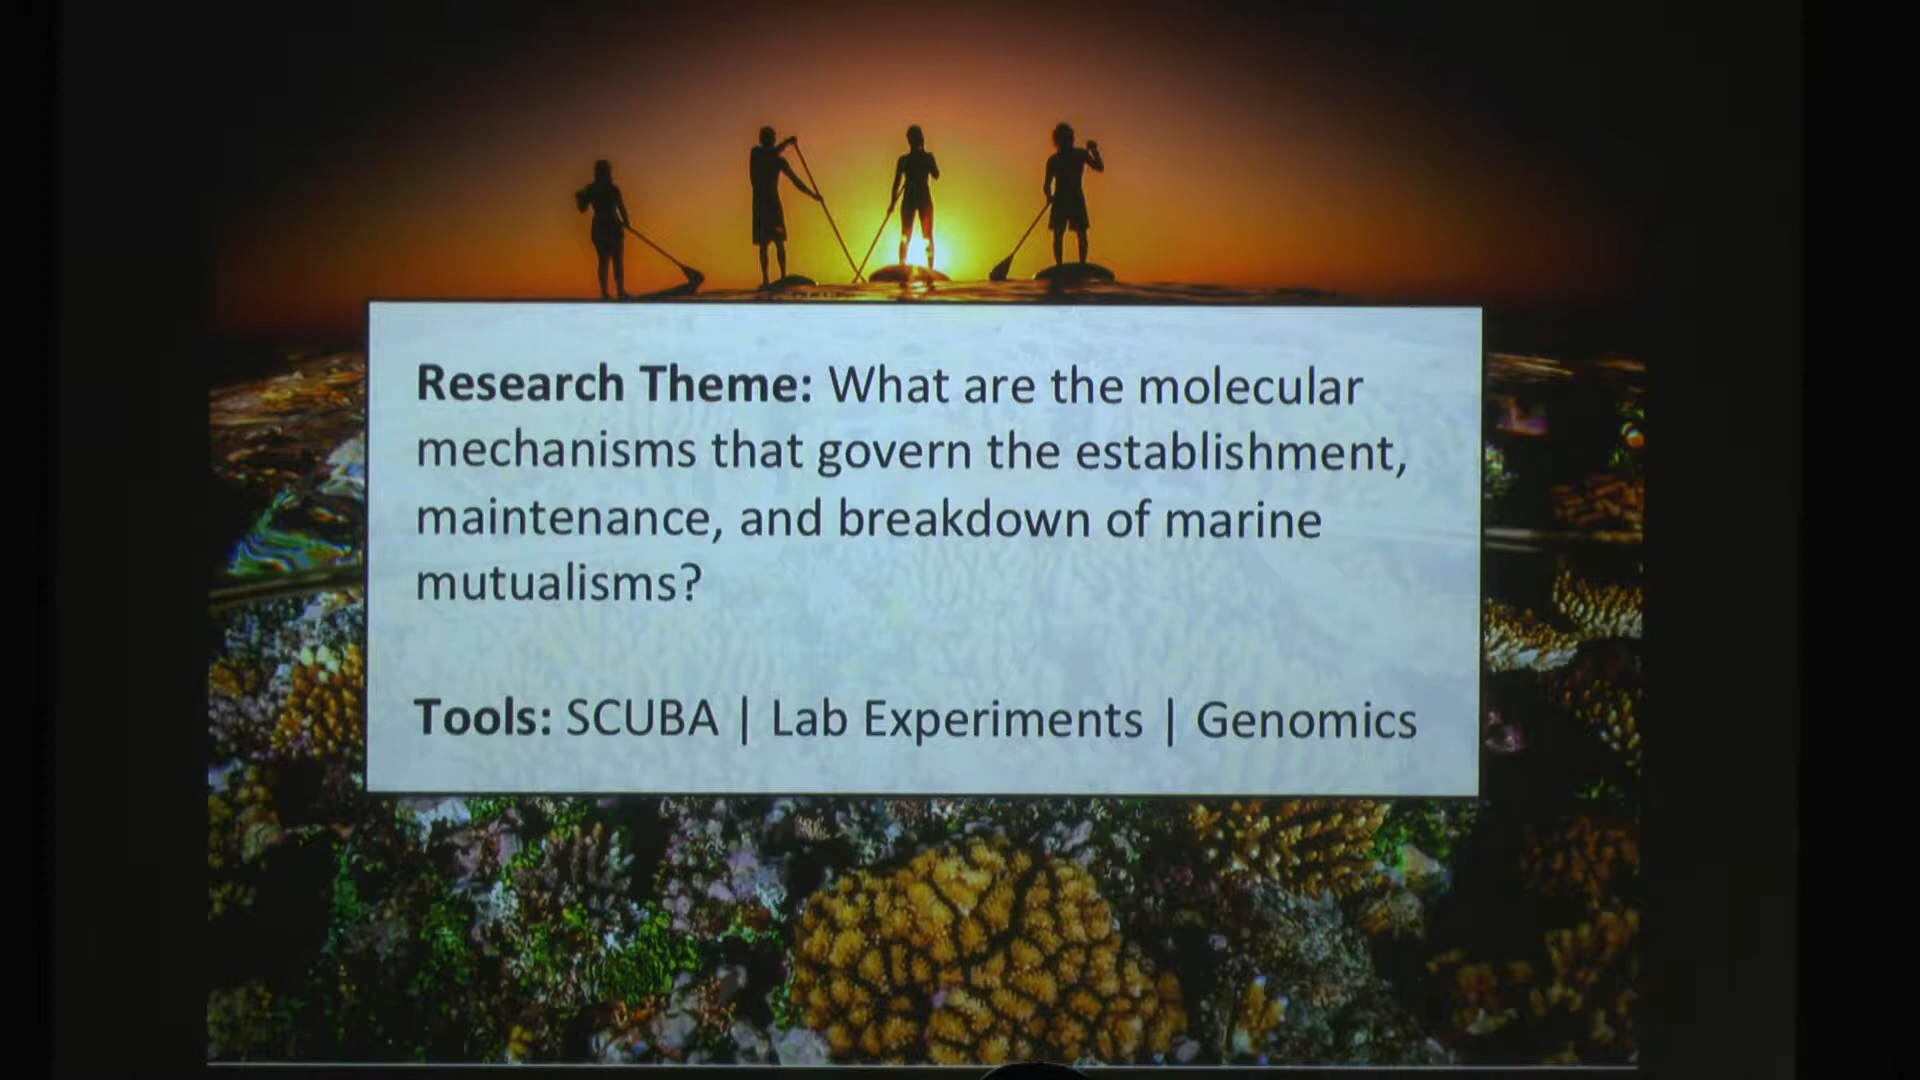 Research Theme: What are the molecular
mechanisms that govern the establishment,
maintenance, and breakdown of marine
mutualisms?
Tools: SCUBA | Lab Experiments | Genomics